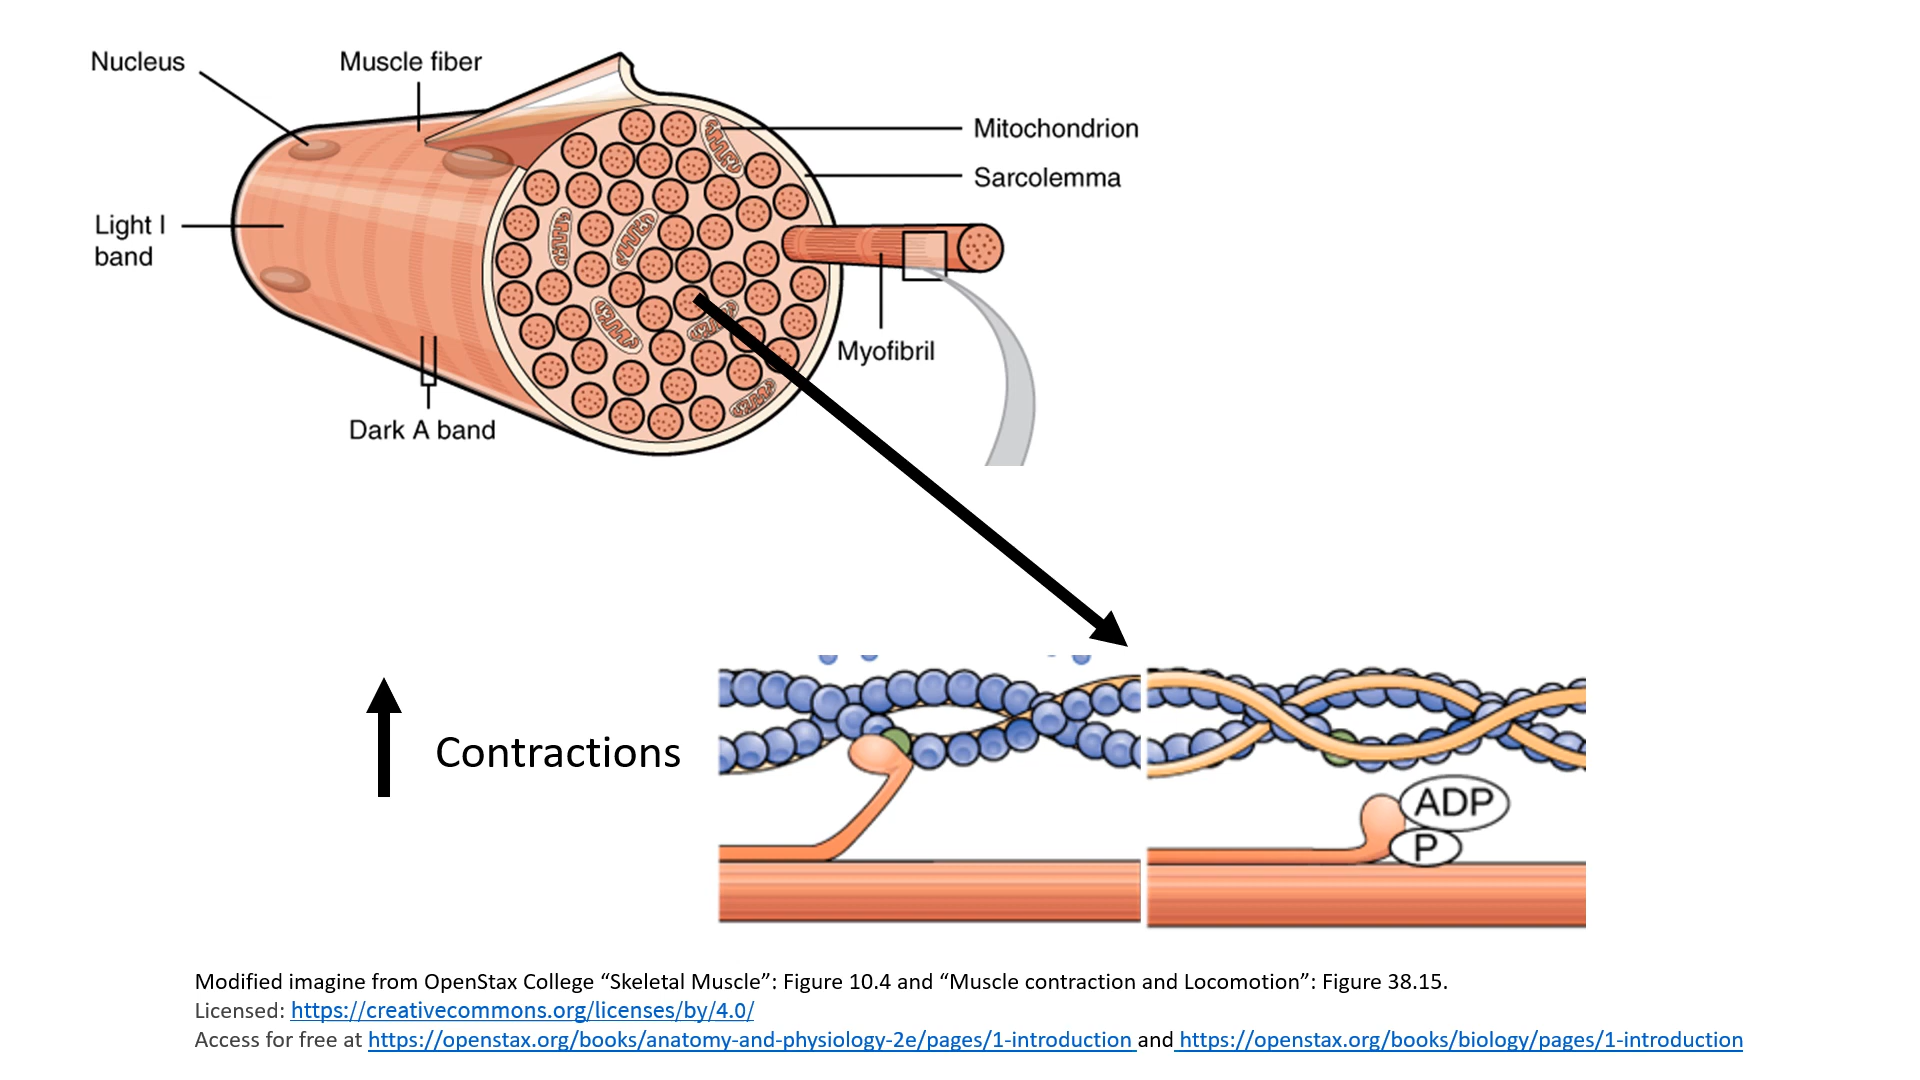 Nucleus
Muscle fiber
Mitochondrion
Sarcolemma
Light I
band
Myofibril
Dark A band
Contractions
ADP
P
Modified imagine from OpenStax College “Skeletal Muscle”: Figure 10.4 and “Muscle contraction and Locomotion”: Figure 38.15.
Licensed: https://creativecommons.org/licenses/by/4.0/
Access for free at https://openstax.org/books/anatomy-and-physiology-2e/pages/1-introduction and https://openstax.org/books/biology/pages/1-introduction